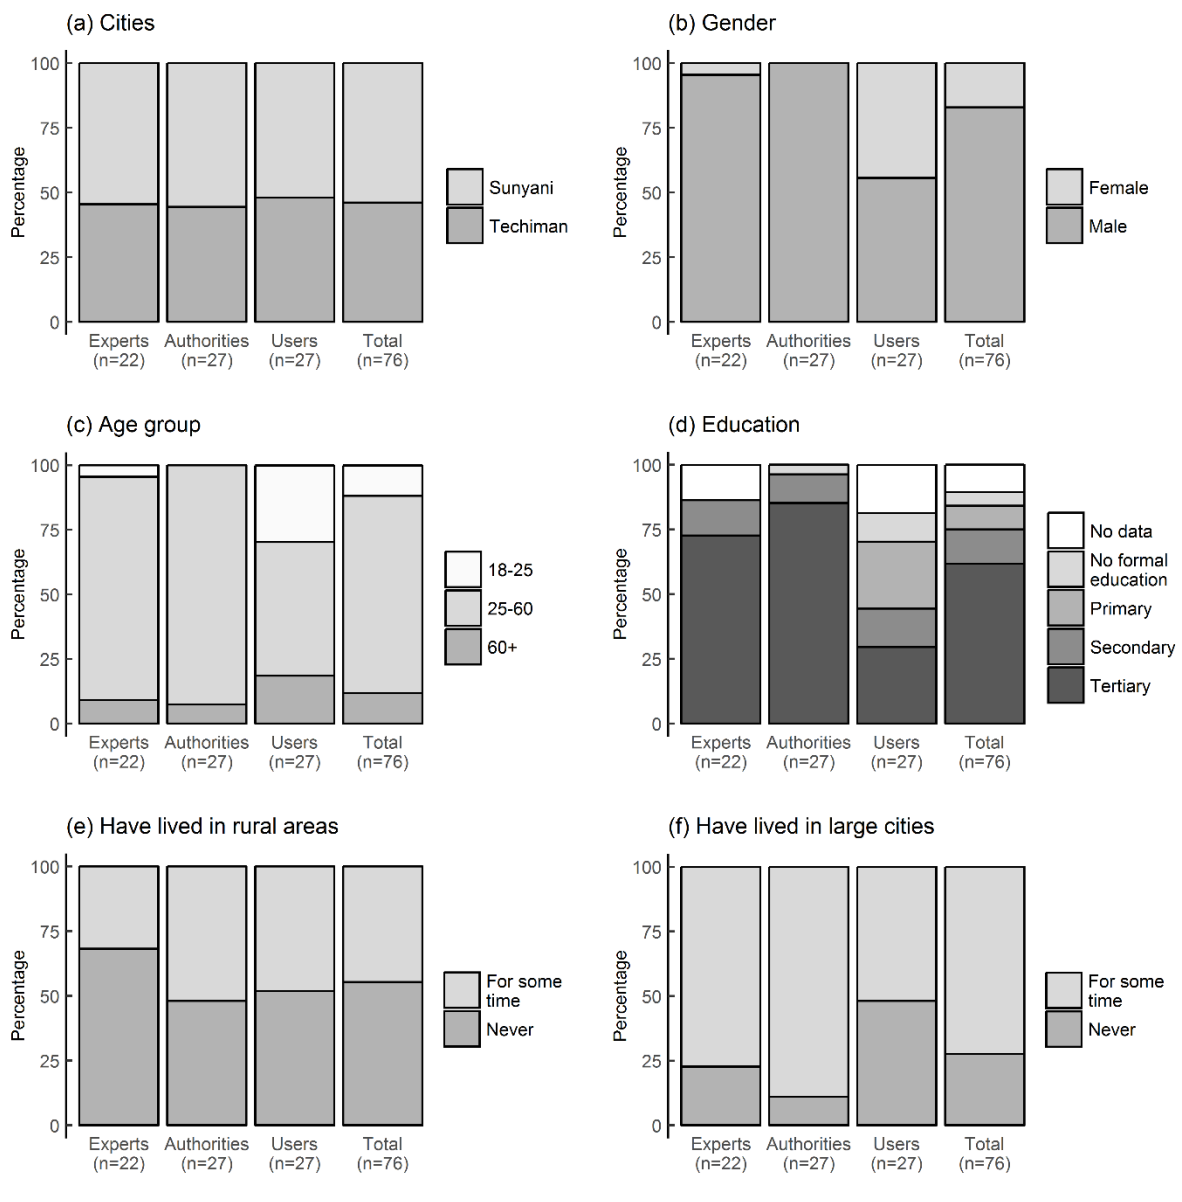 (a) Cities
Percentage
100
75
50
25
0
Experts
(n=22)
Authorities
(n=27)
Users
(n=27)
Total
(n=76)
Sunyani
Techiman
(b) Gender
Percentage
100
75
50
25
0
Experts
(n=22)
Authorities
(n=27)
Users
(n=27)
Total
(n=76)
Female
Male
(c) Age group
Percentage
100
75
50
25
0
Experts
(n=22)
Authorities
(n=27)
Users
(n=27)
Total
(n=76)
18-25
25-60
60+
(d) Education
Percentage
100
75
50
25
0
Experts
(n=22)
Authorities
(n=27)
Users
(n=27)
Total
(n=76)
No data
No formal
education
Primary
Secondary
Tertiary
(e) Have lived in rural areas
Percentage
100
75
50
25
0
Experts
(n=22)
Authorities
(n=27)
Users
(n=27)
Total
(n=76)
For some
time
Never
(f) Have lived in large cities
Percentage
100
75
50
25
0
Experts
(n=22)
Authorities
(n=27)
Users
(n=27)
Total
(n=76)
For some
time
Never